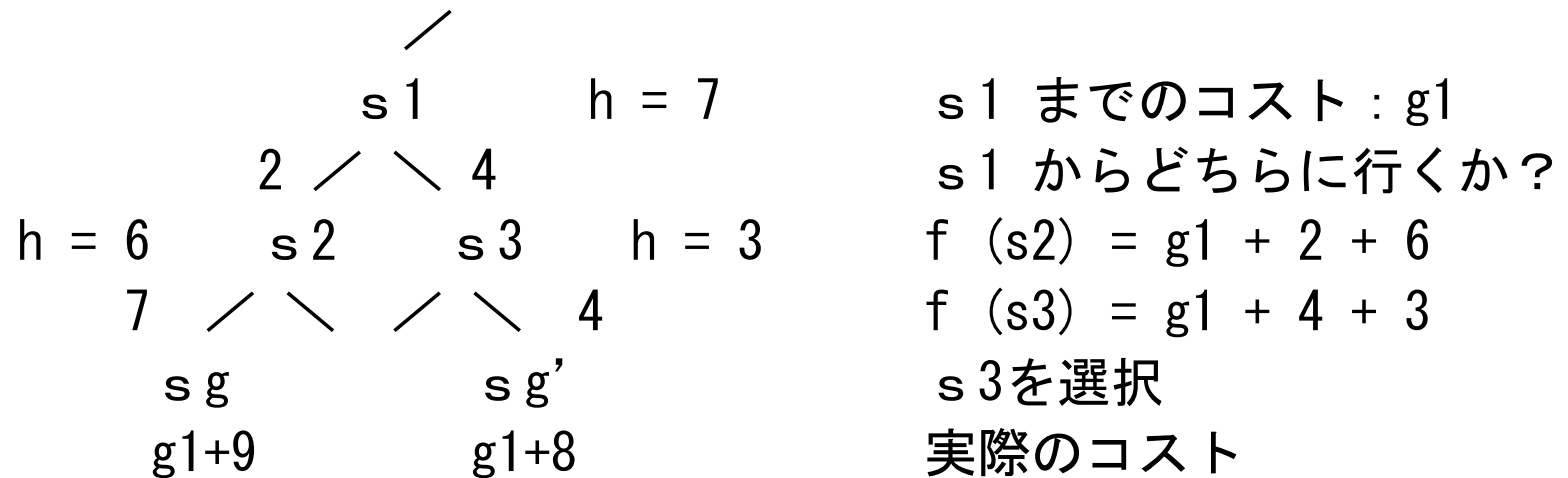 s1 h = 7 s1 までのコスト：g1
2 4 s1 からどちらに行くか？
h = 6 s2 s3 h = 3 f (s2) = g1 + 2 + 6
7 4 f (s3) = g1 + 4 + 3
sg sg' s3を選択
g1+9 g1+8 実際のコスト